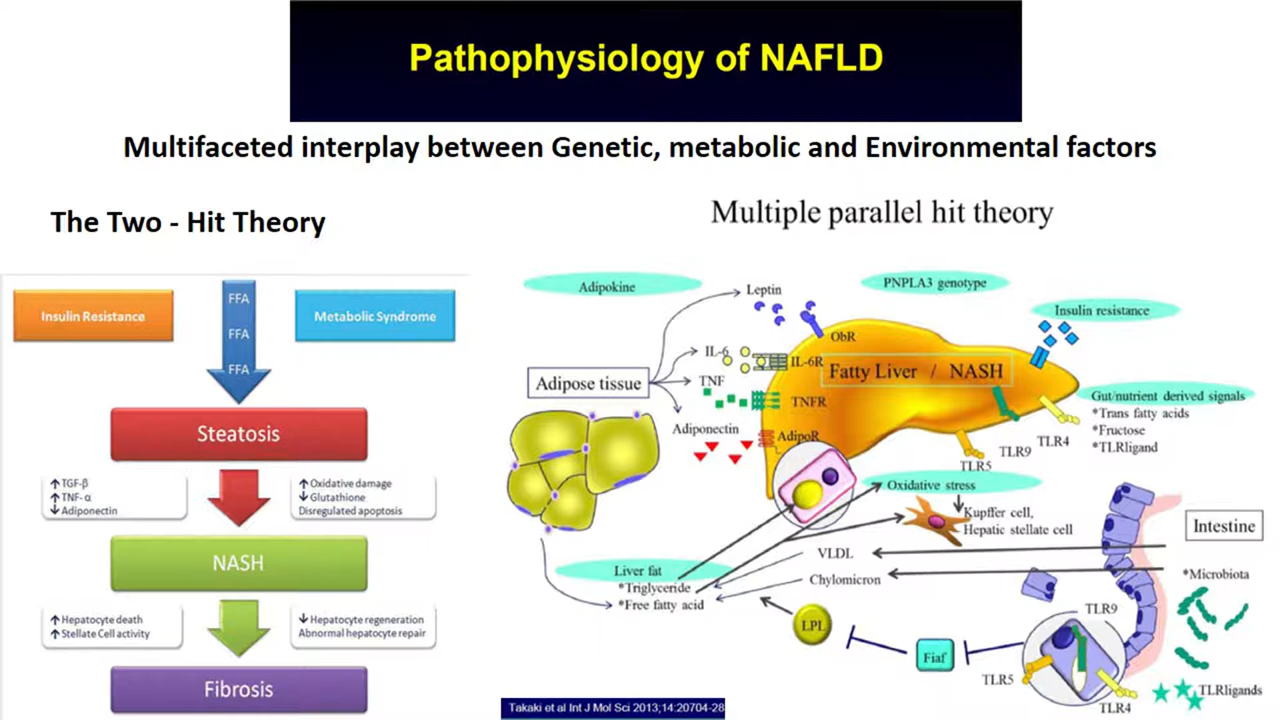 Pathophysiology of NAFLD
Multifaceted interplay between Genetic, metabolic and Environmental factors
The Two - Hit Theory
Insulin Resistance
FFA
FFA
FFA
Metabolic Syndrome
Steatosis
↑ TGF-β
↑ TNF- α
↓ Adiponectin
↑ Oxidative damage
↓ Glutathione
Disregulated apoptosis
NASH
↑ Hepatocyte death
↑ Stellate Cell activity
↓ Hepatocyte regeneration
Abnormal hepatocyte repair
Fibrosis
Multiple parallel hit theory
Adipokine
Leptin
PNPLA3 genotype
Insulin resistance
ObR
IL-6
IL-6R
Fatty Liver / NASH
Adipose tissue
TNF
TNFR
Adiponectin
AdipoR
Gut/nutrient derived signals
*Trans fatty acids
*Fructose
*TLRligand
TLR4
TLR9
TLR5
Oxidative stress
Kupffer cell,
Hepatic stellate cell
Intestine
VLDL
Chylomicron
Liver fat
*Triglyceride
*Free fatty acid
*Microbiota
LPL
Fiaf
TLR9
TLR5
TLR4
TLRligands
Takaki et al Int J Mol Sci 2013;14:20704-28